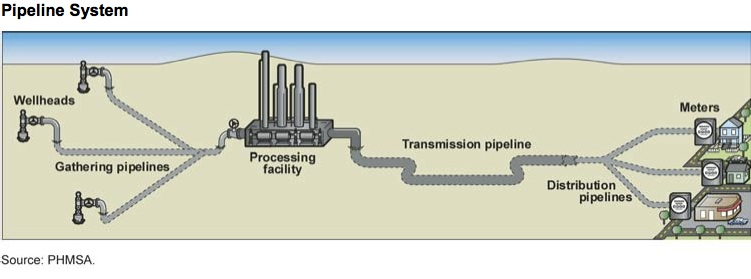 Pipeline System
Wellheads
Gathering pipelines
Processing
facility
Transmission pipeline
Distribution
pipelines
Meters
Source: PHMSA.